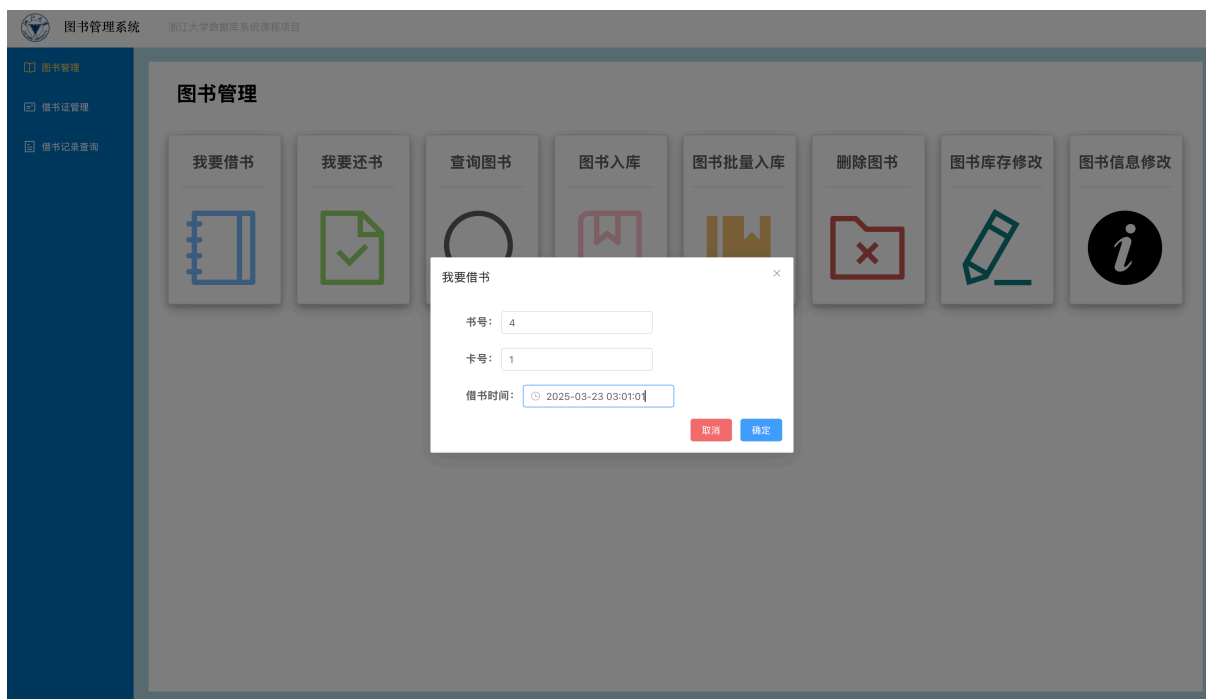 图书管理系统 浙江大学数据库系统课程项目
图书管理
借书证管理
借书记录查询
图书管理
我要借书 我要还书 查询图书 图书入库 图书批量入库 删除图书 图书库存修改 图书信息修改
我要借书
书号： 4
卡号： 1
借书时间： 2025-03-23 03:01:01
取消 确定